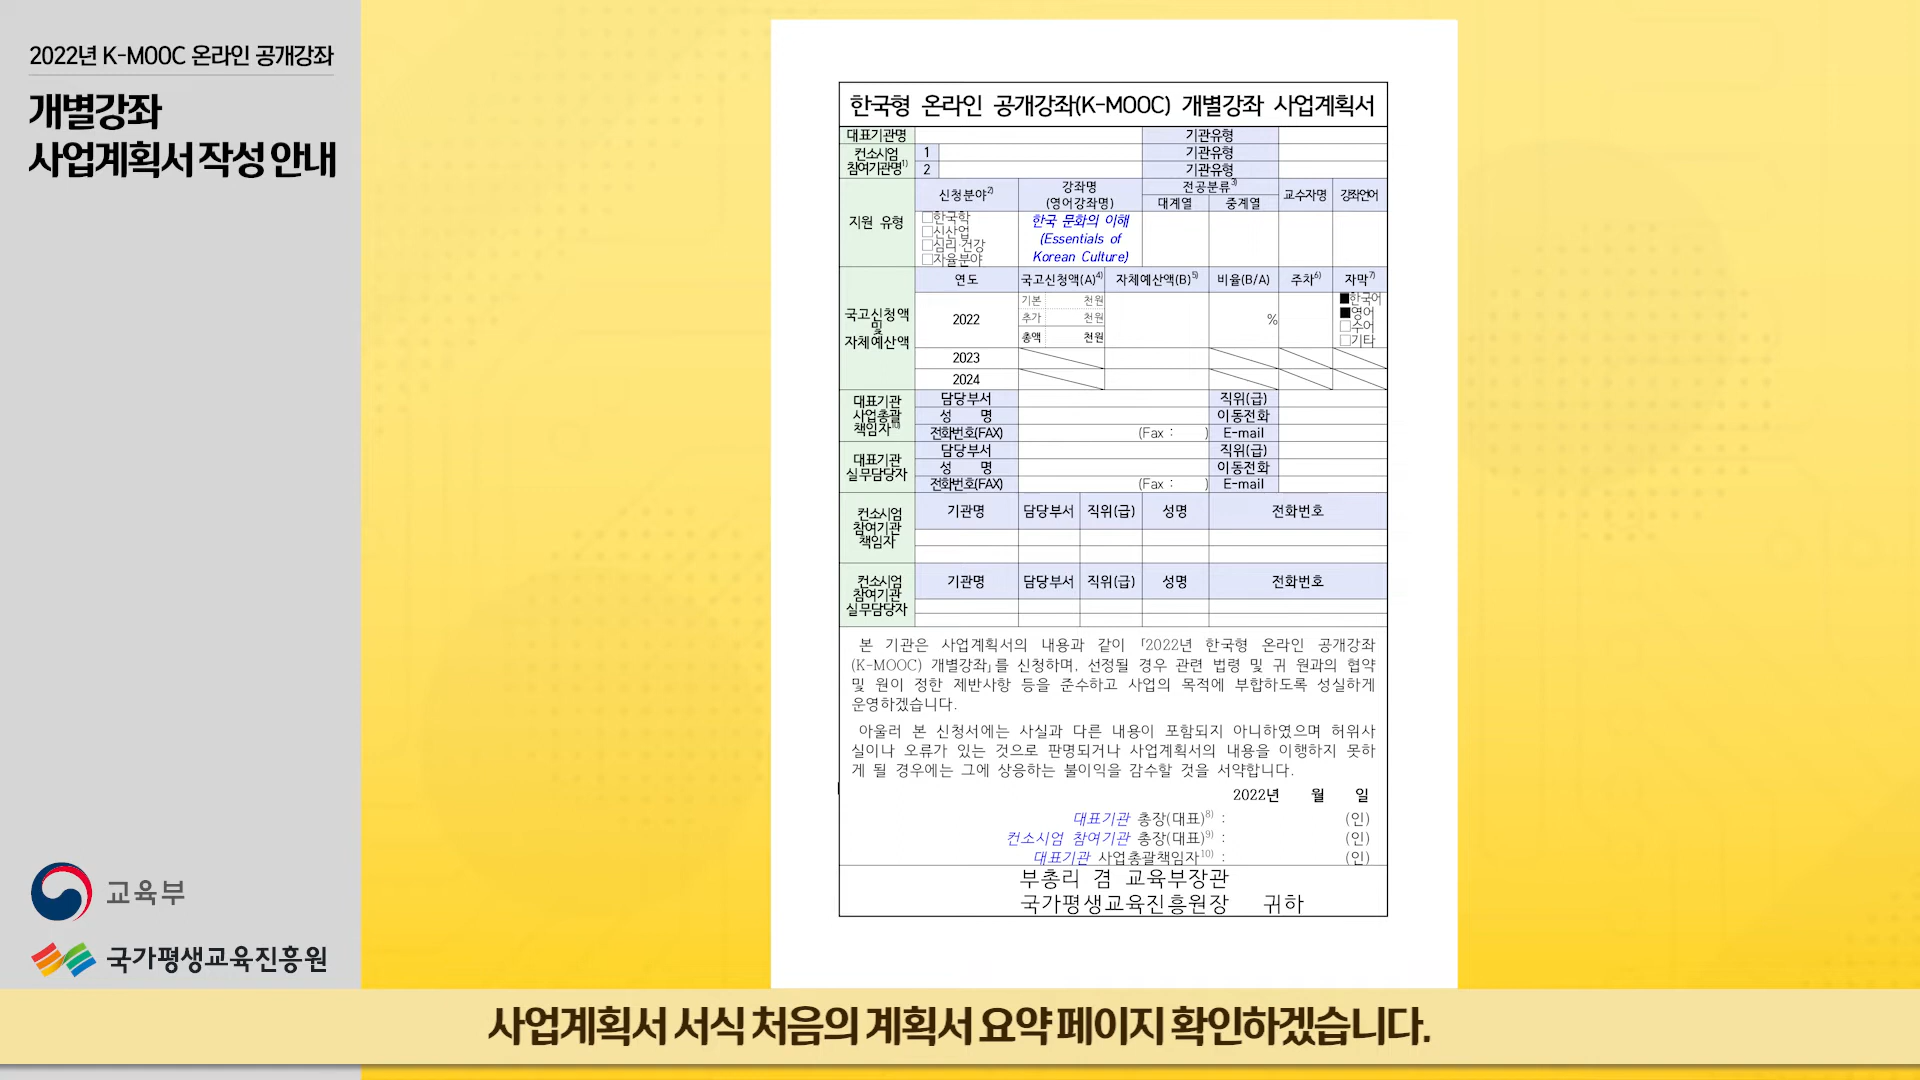 2022년 K-MOOC 온라인 공개강좌
개별강좌
사업계획서 작성 안내
한국형 온라인 공개강좌(K-MOOC) 개별강좌 사업계획서
대표기관명 기관유형
컨소시엄 참여기관명1) 1 기관유형
2 기관유형
지원 유형 신청분야2) 강좌명 (영어강좌명) 전공분류3) 대계열 중계열 교수자명 강좌언어
□한국학
□신산업
□심리·건강
□자율분야
한국 문화의 이해
(Essentials of
Korean Culture)
국고신청액 및 자체예산액 연도 국고신청액(A)4) 자체예산액(B)5) 비율(B/A) 주차6) 자막7)
2022 기본 천원
추가 천원
총액 천원
%
■한국어
■영어
□수어
□기타
2023
2024
대표기관 사업총괄 책임자10) 담당부서 직위(급)
성 명 이동전화
전화번호(FAX) (Fax : ) E-mail
대표기관 실무담당자 담당부서 직위(급)
성 명 이동전화
전화번호(FAX) (Fax : ) E-mail
컨소시엄 참여기관 책임자 기관명 담당부서 직위(급) 성명 전화번호
컨소시엄 참여기관 실무담당자 기관명 담당부서 직위(급) 성명 전화번호
본 기관은 사업계획서의 내용과 같이 「2022년 한국형 온라인 공개강좌
(K-MOOC) 개별강좌」를 신청하며, 선정될 경우 관련 법령 및 귀 원과의 협약
및 원이 정한 제반사항 등을 준수하고 사업의 목적에 부합하도록 성실하게
운영하겠습니다.
아울러 본 신청서에는 사실과 다른 내용이 포함되지 아니하였으며 허위사
실이나 오류가 있는 것으로 판명되거나 사업계획서의 내용을 이행하지 못하
게 될 경우에는 그에 상응하는 불이익을 감수할 것을 서약합니다.
2022년 월 일
대표기관 총장(대표)8) : (인)
컨소시엄 참여기관 총장(대표)9) : (인)
대표기관 사업총괄책임자10) : (인)
부총리 겸 교육부장관
국가평생교육진흥원장 귀하
교육부
국가평생교육진흥원
사업계획서 서식 처음의 계획서 요약 페이지 확인하겠습니다.